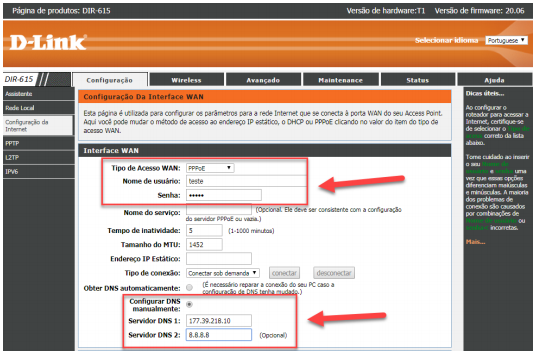 Página de produtos: DIR-615 Versão de hardware:T1 Versão de firmware: 20.06
D-Link
Selecionar idioma Portuguese
DIR-615 Configuração Wireless Avançado Maintenance Status Ajuda
Assistente
Rede Local
Configuração da
Internet
PPTP
L2TP
IPV6
Configuração Da Interface
WAN
Esta página é utilizada para configurar os parâmetros para a rede Internet que se conecta à porta WAN do seu Access Point.
Aqui você pode mudar o método de acesso ao endereço IP estático, o DHCP ou PPPoE clicando no valor do item do tipo de
acesso WAN.
Interface WAN
Tipo de Acesso WAN: PPPoE
Nome de usuário: teste
Senha: •••••
Nome do serviço: (Opcional. Ele deve ser consistente com a configuração
do servidor PPPoE ou vazia.)
Tempo de inatividade: 5 (1-1000 minutos)
Tamanho do MTU: 1452
Endereço IP Estático:
Tipo de conexão: Conectar sob demanda conectar desconectar
Obter DNS automaticamente: (É necessário reparar a conexão do seu PC caso a
configuração de DNS tenha mudado.)
Configurar DNS
manualmente:
Servidor DNS 1: 177.39.218.10
Servidor DNS 2: 8.8.8.8 (Opcional)
Dicas úteis...
Ao configurar o
roteador para acessar a
Internet, certifique-se
de selecionar o
correto da lista
abaixo.
Tome cuidado ao inserir
o seu
uma
vez que essas opções
diferenciam maiúsculas
e minúsculas. A maioria
dos problemas de
conexão são causados
por combinações de
ou
incorretas.
Mais...